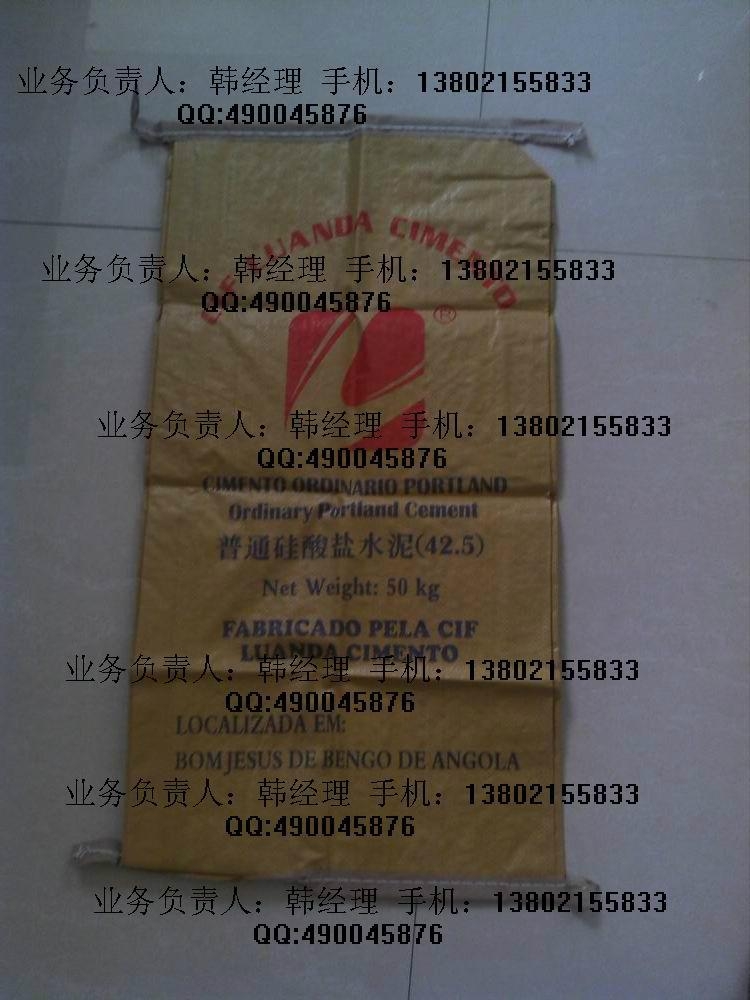 业务负责人：韩经理 手机：13802155833
QQ:490045876
CIF LUANDA CIMENTO
业务负责人：韩经理 手机：13802155833
QQ:490045876
®
业务负责人：韩经理 手机：13802155833
QQ:490045876
CIMENTO ORDINARIO PORTLAND
Ordinary Portland Cement
普通硅酸盐水泥(42.5)
Net Weight: 50 kg
FABRICADO PELA CIF
LUANDA CIMENTO
业务负责人：韩经理 手机：13802155833
QQ:490045876
LOCALIZADA EM:
BOM JESUS DE BENGO DE ANGOLA
业务负责人：韩经理 手机：13802155833
QQ:490045876
业务负责人：韩经理 手机：13802155833
QQ:490045876